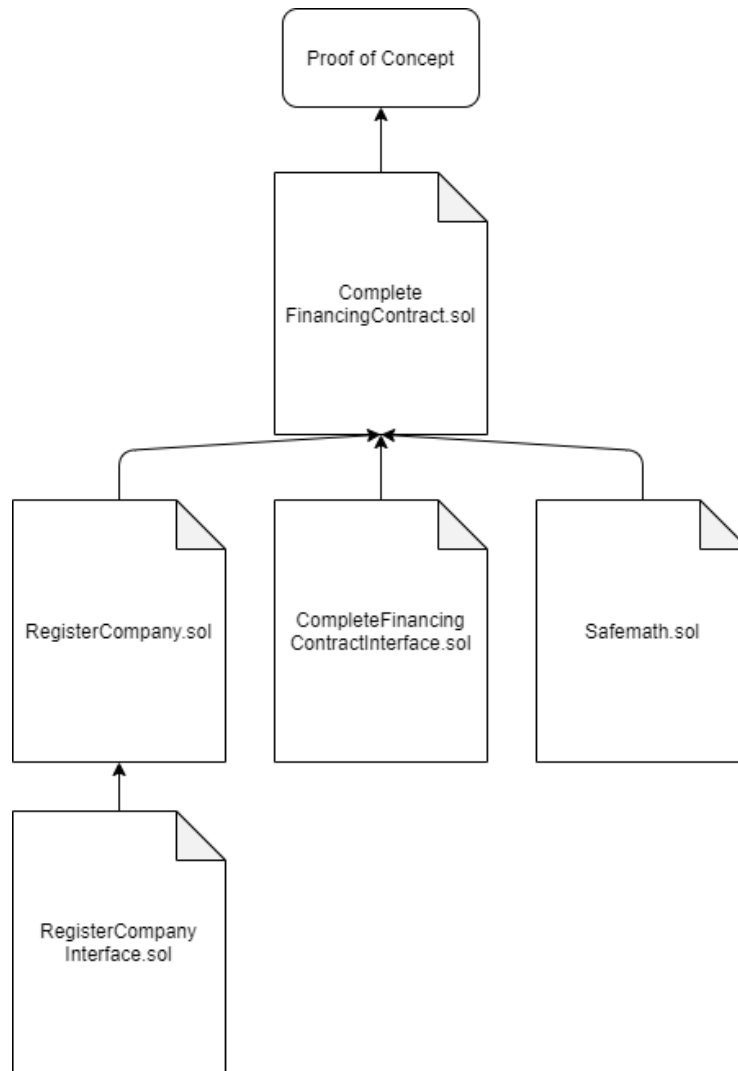 Proof of Concept
Complete
FinancingContract.sol
RegisterCompany.sol
CompleteFinancing
ContractInterface.sol
Safemath.sol
RegisterCompany
Interface.sol